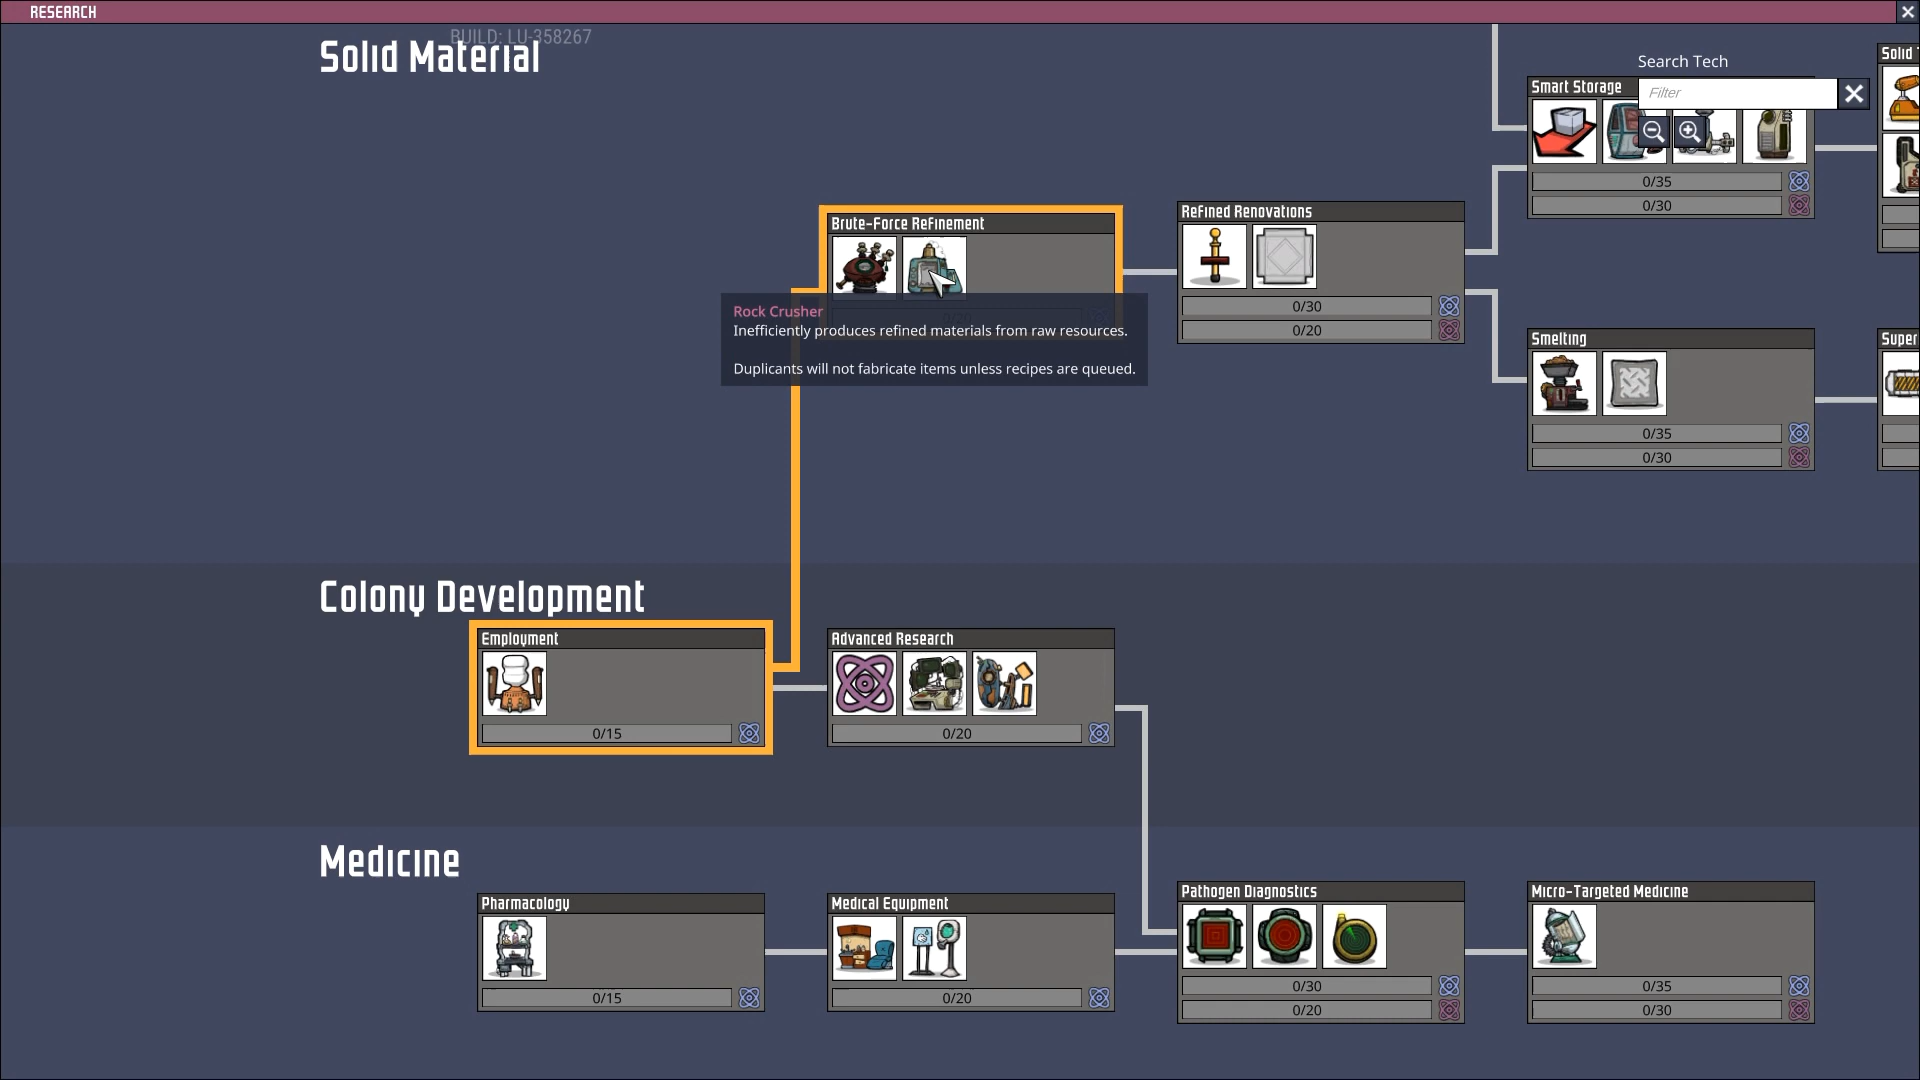 RESEARCH
BUILD: LU-358267
Solid Material
Search Tech
Filter
Solid
Smart Storage
0/35
0/30
Brute-Force Refinement
Refined Renovations
0/30
0/20
0/20
Rock Crusher
Inefficiently produces refined materials from raw resources.
Duplicants will not fabricate items unless recipes are queued.
Smelting
Super
0/35
0/30
Colony Development
Employment
0/15
Advanced Research
0/20
Medicine
Pharmacology
0/15
Medical Equipment
0/20
Pathogen Diagnostics
0/30
0/20
Micro-Targeted Medicine
0/35
0/30